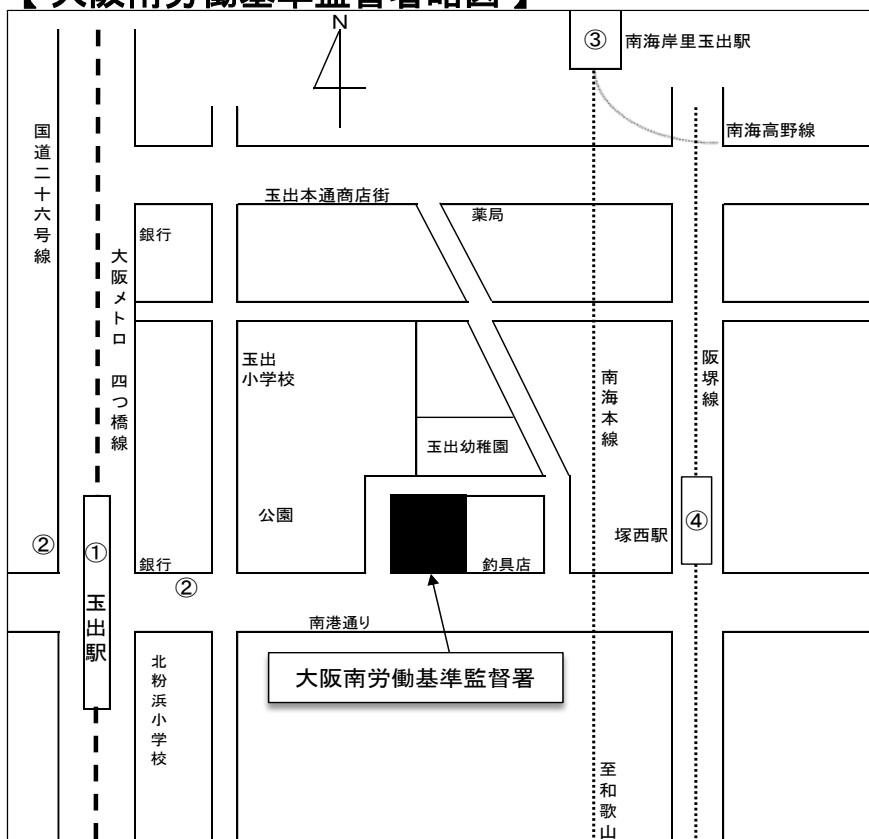 【 大阪南労働基準監督署略図 】
N
③
南海岸里玉出駅
国道二十六号線
南海高野線
玉出本通商店街
薬局
銀行
大阪メトロ 四つ橋線
玉出
小学校
南海本線
阪堺線
玉出幼稚園
公園
②
①
玉出駅
銀行
②
釣具店
塚西駅
④
南港通り
大阪南労働基準監督署
北粉浜小学校
至和歌山